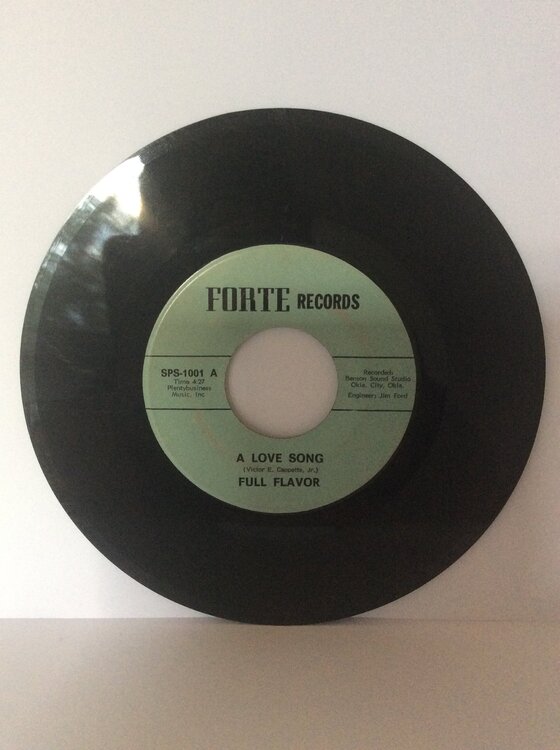 FORTE RECORDS
SPS-1001 A
Time 4:27
Plentybusiness
Music, Inc
Recorded:
Benson Sound Studio
Okla. City, Okla.
Engineer: Jim Ford
A LOVE SONG
(Victor E. Cappette, Jr.)
FULL FLAVOR